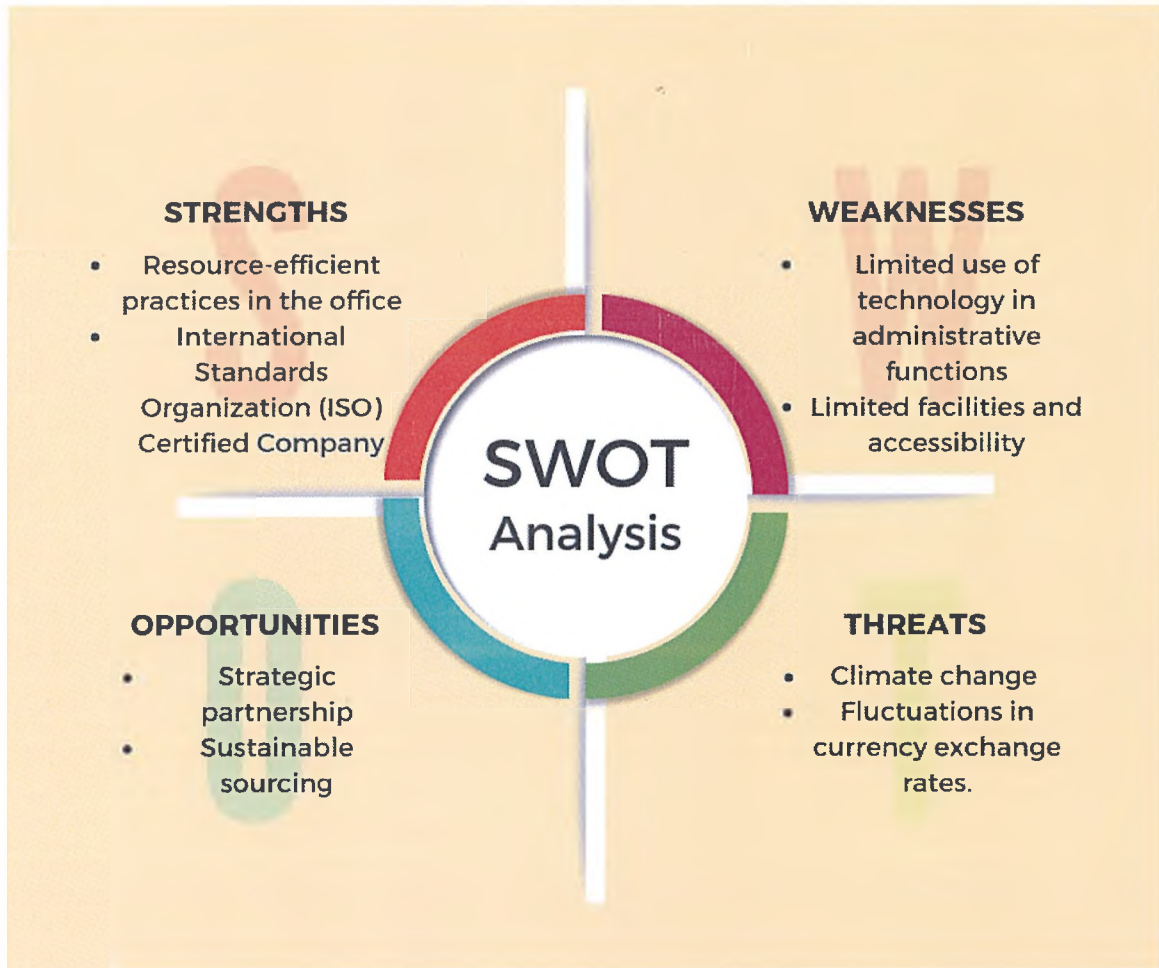 STRENGTHS
• Resource-efficient
practices in the office
• International
Standards
Organization (ISO)
Certified Company
WEAKNESSES
• Limited use of
technology in
administrative
functions
• Limited facilities and
accessibility
SWOT
Analysis
OPPORTUNITIES
• Strategic
partnership
• Sustainable
sourcing
THREATS
• Climate change
• Fluctuations in
currency exchange
rates.
S
W
O
T